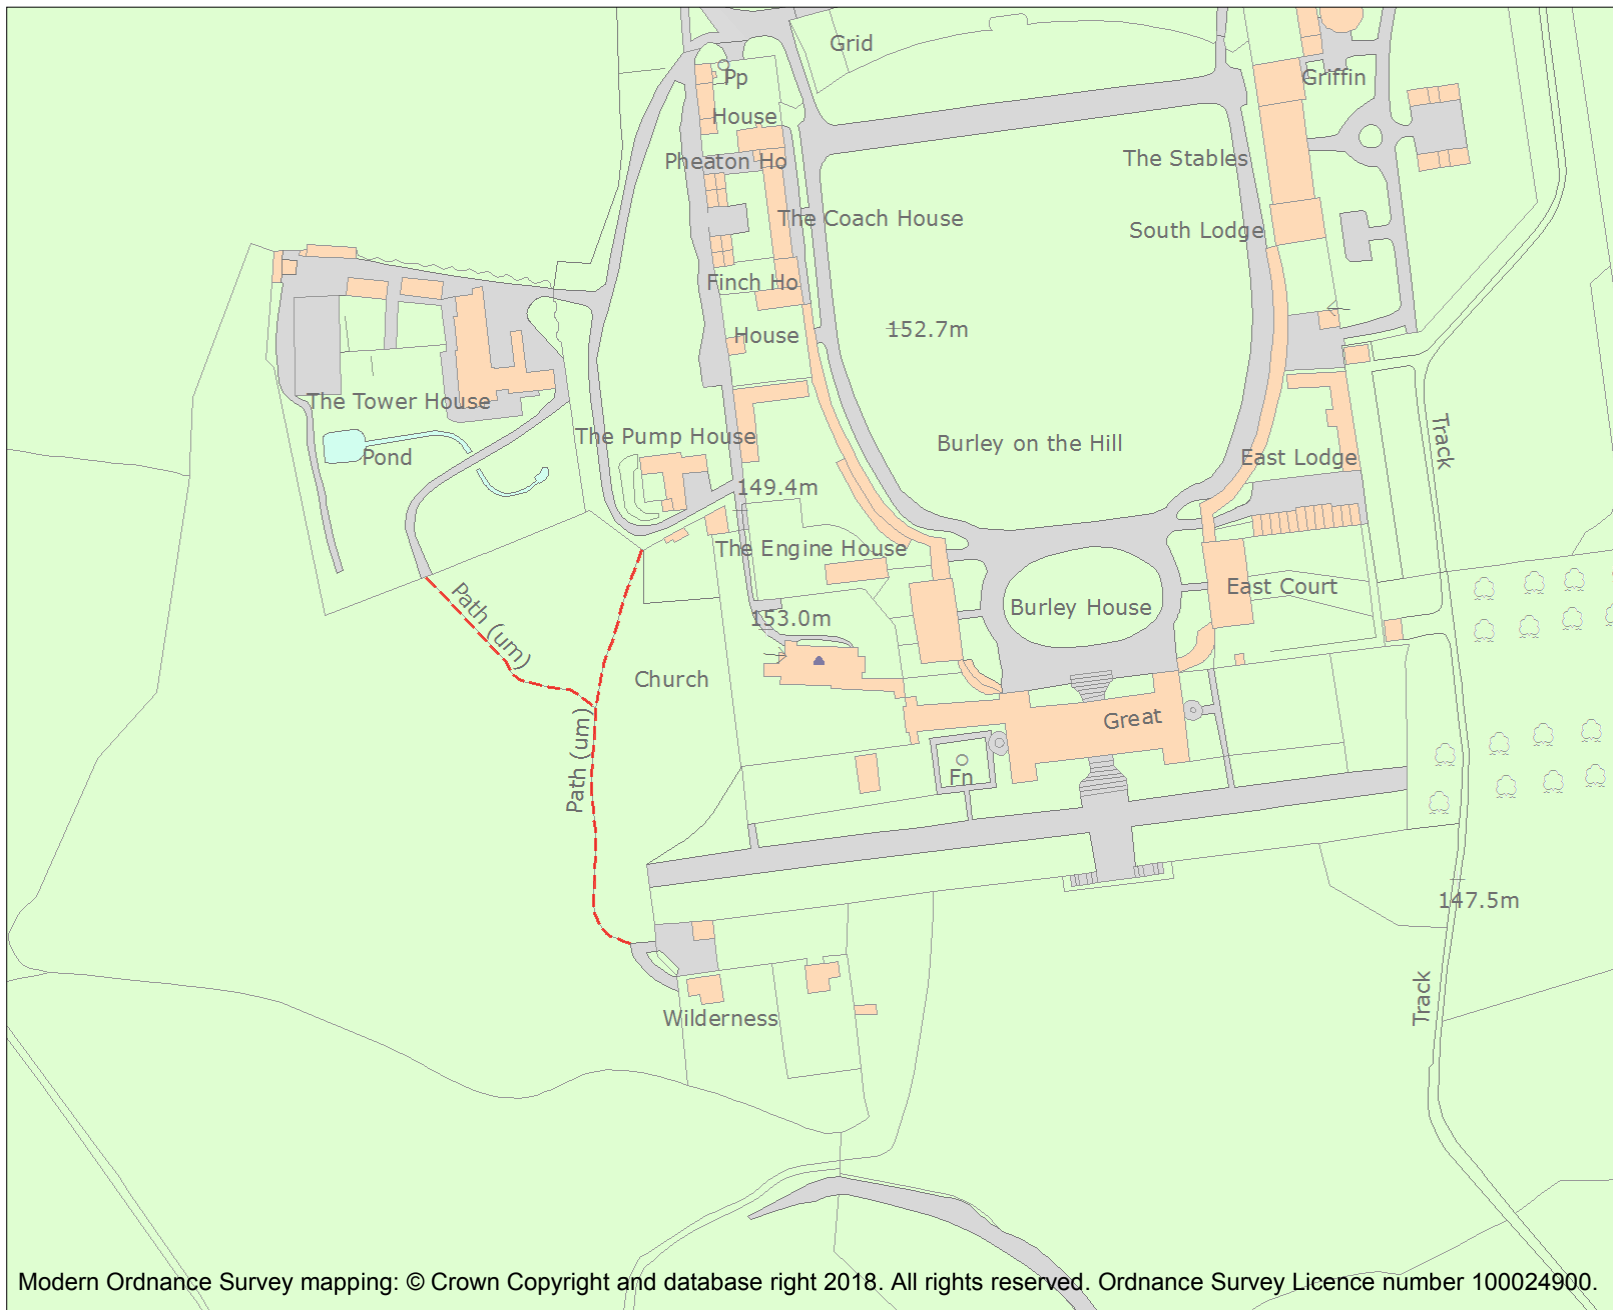 Grid
Pp
Griffin
House
The Stables
Pheaton Ho
The Coach House
South Lodge
Finch Ho
152.7m
House
The Tower House
The Pump House
Burley on the Hill
Track
Pond
East Lodge
149.4m
The Engine House
East Court
Path (um)
Burley House
153.0m
Church
Great
Path (um)
Fn
147.5m
Track
Wilderness
Modern Ordnance Survey mapping: © Crown Copyright and database right 2018. All rights reserved. Ordnance Survey Licence number 100024900.